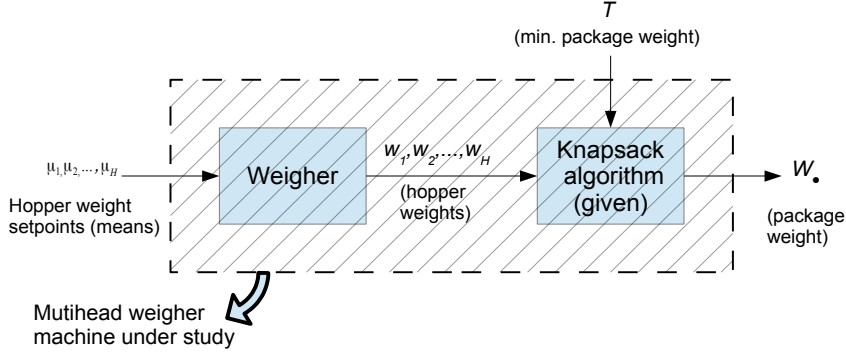 T
(min. package weight)
μ1,μ2,...,μH
Hopper weight
setpoints (means)
Weigher
w1,w2,...,wH
(hopper
weights)
Knapsack
algorithm
(given)
W•
(package
weight)
Mutihead weigher
machine under study